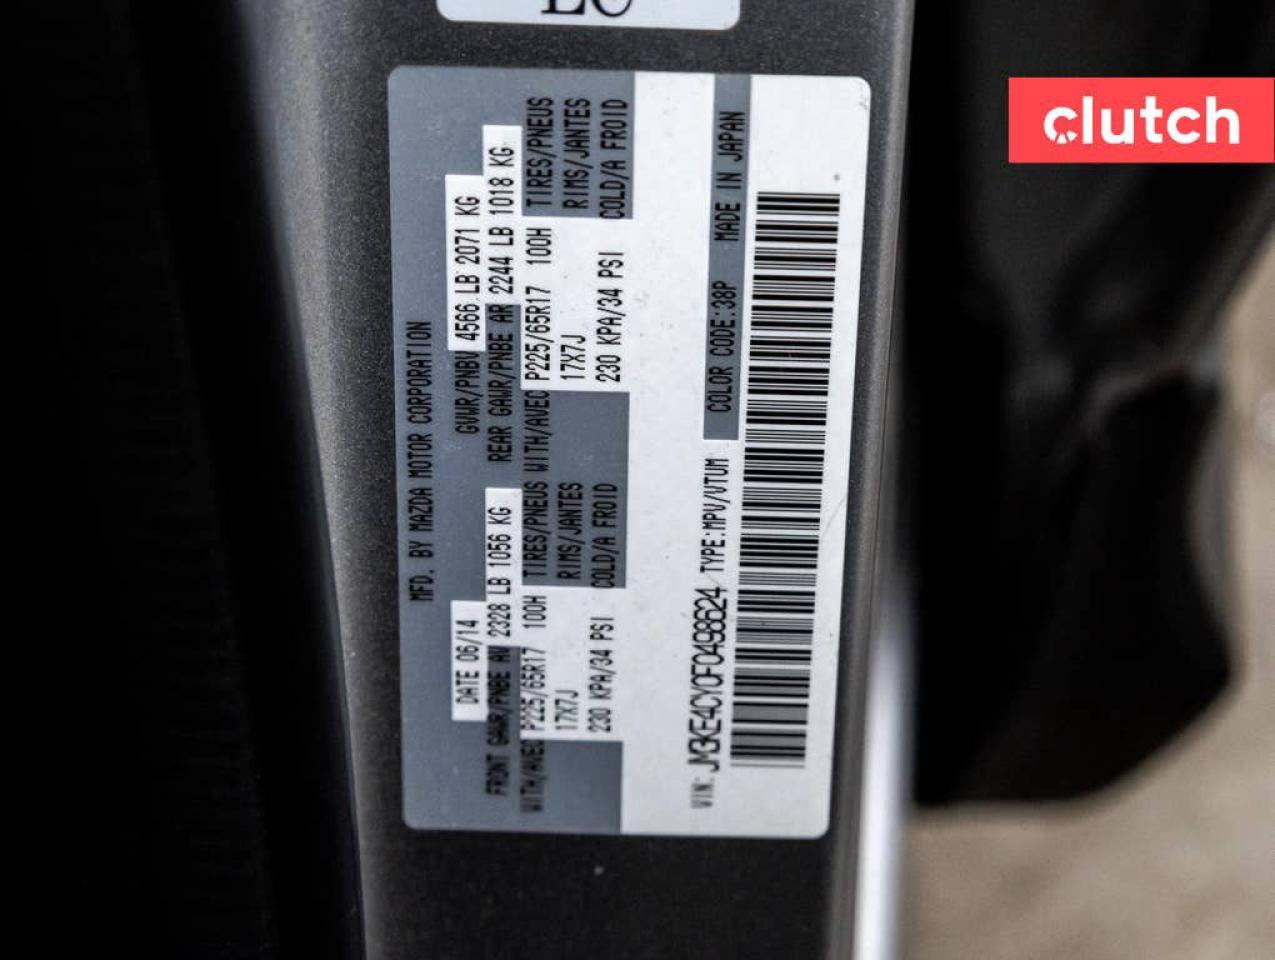 clutch
MFD. BY MAZDA MOTOR CORPORATION
DATE 06/14
GVWR/PNBV 4566 LB 2071 KG
FRONT GAWR/PNBE AV 2328 LB 1056 KG
REAR GAWR/PNBE AR 2244 LB 1018 KG
WITH/AVEC P225/65R17 100H TIRES/PNEUS WITH/AVEC P225/65R17 100H TIRES/PNEUS
17X7J RIMS/JANTES 17X7J RIMS/JANTES
230 KPA/34 PSI COLD/A FROID 230 KPA/34 PSI COLD/A FROID
VIN: JM3KE4CY0F0498624 TYPE:MPV/VTUM COLOR CODE:38P MADE IN JAPAN